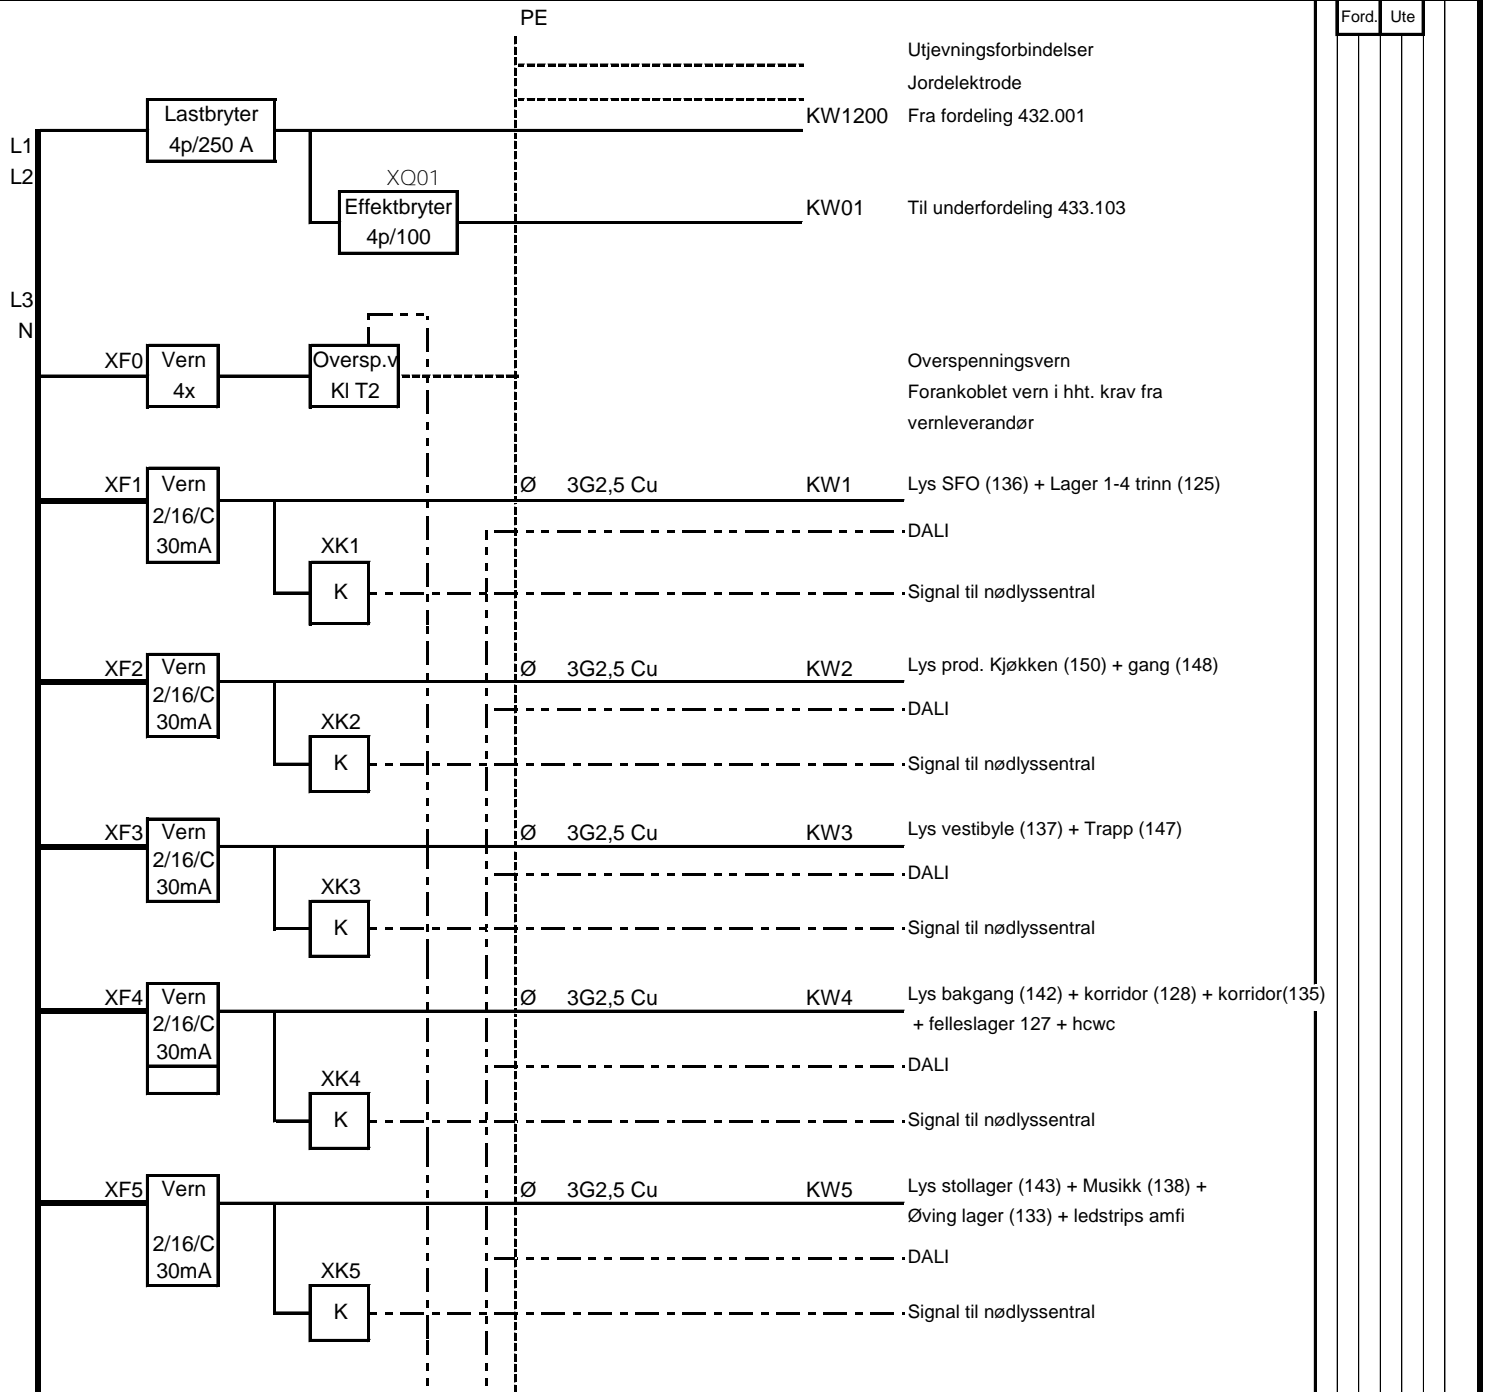 PE
Ford. Ute
Utjevningsforbindelser
Jordelektrode
Lastbryter
4p/250 A
KW1200 Fra fordeling 432.001
L1
L2
XQ01
Effektbryter
4p/100
KW01 Til underfordeling 433.103
L3
N
XF0 Vern
4x
Oversp.v
Kl T2
Overspenningsvern
Forankoblet vern i hht. krav fra
vernleverandør
XF1 Vern
2/16/C
30mA
Ø 3G2,5 Cu KW1 Lys SFO (136) + Lager 1-4 trinn (125)
DALI
XK1
K
Signal til nødlyssentral
XF2 Vern
2/16/C
30mA
Ø 3G2,5 Cu KW2 Lys prod. Kjøkken (150) + gang (148)
DALI
XK2
K
Signal til nødlyssentral
XF3 Vern
2/16/C
30mA
Ø 3G2,5 Cu KW3 Lys vestibyle (137) + Trapp (147)
DALI
XK3
K
Signal til nødlyssentral
XF4 Vern
2/16/C
30mA
Ø 3G2,5 Cu KW4 Lys bakgang (142) + korridor (128) + korridor(135)
+ felleslager 127 + hcwc
DALI
XK4
K
Signal til nødlyssentral
XF5 Vern
2/16/C
30mA
Ø 3G2,5 Cu KW5 Lys stollager (143) + Musikk (138) +
Øving lager (133) + ledstrips amfi
DALI
XK5
K
Signal til nødlyssentral